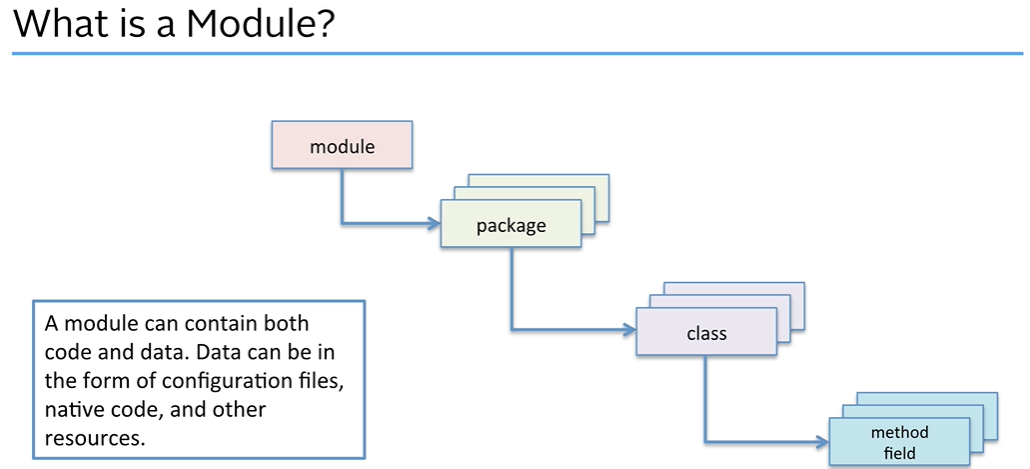 What is a Module?
module
package
class
method
field
A module can contain both
code and data. Data can be in
the form of configuration files,
native code, and other
resources.